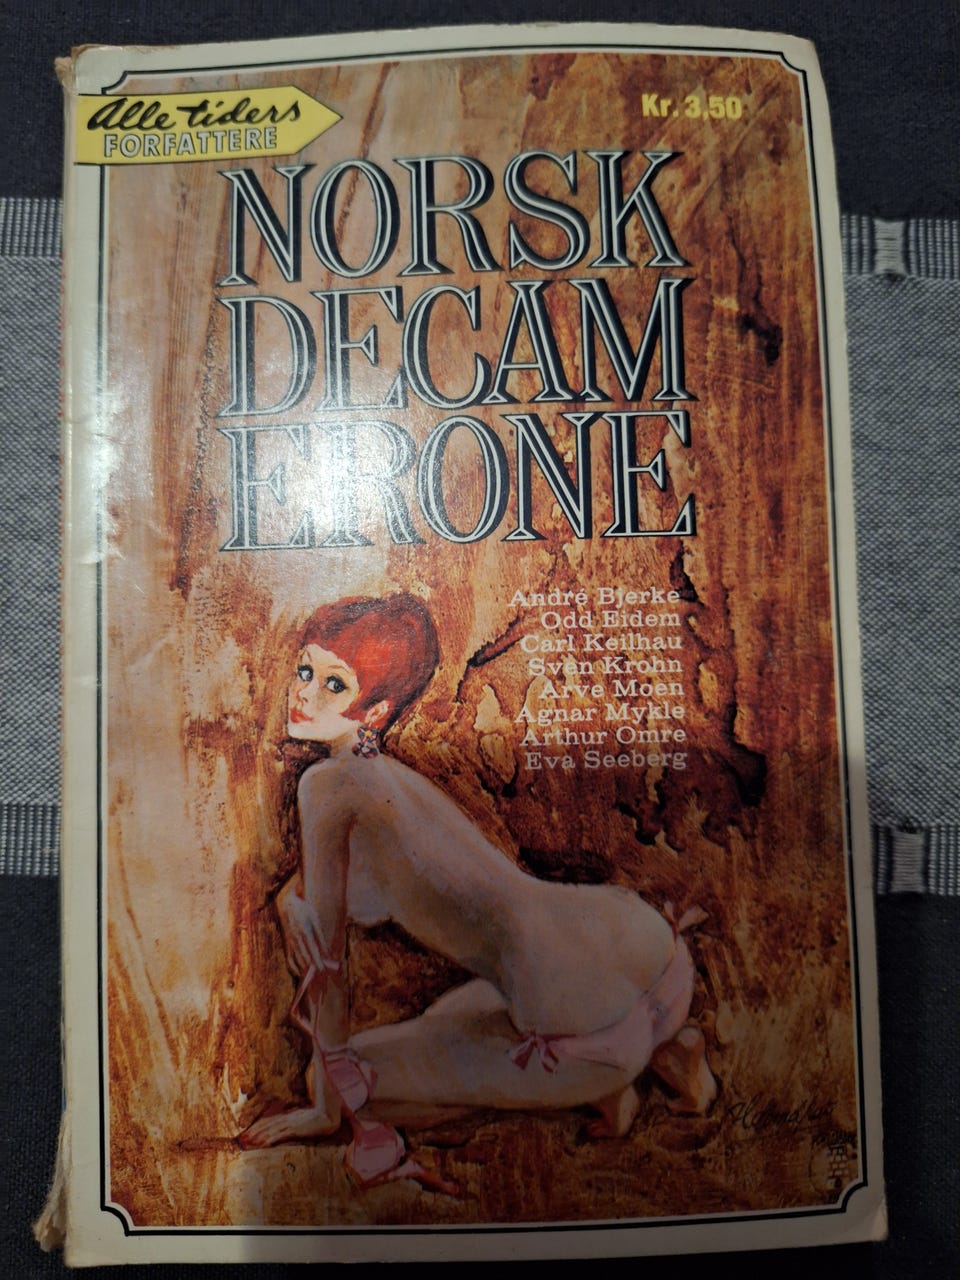 Alle tiders
FORFATTERE
Kr. 3,50
NORSK
DECAM
ERONE
André Bjerke
Odd Eidem
Carl Keilhau
Sven Krohn
Arve Moen
Agnar Mykle
Arthur Omre
Eva Seeberg